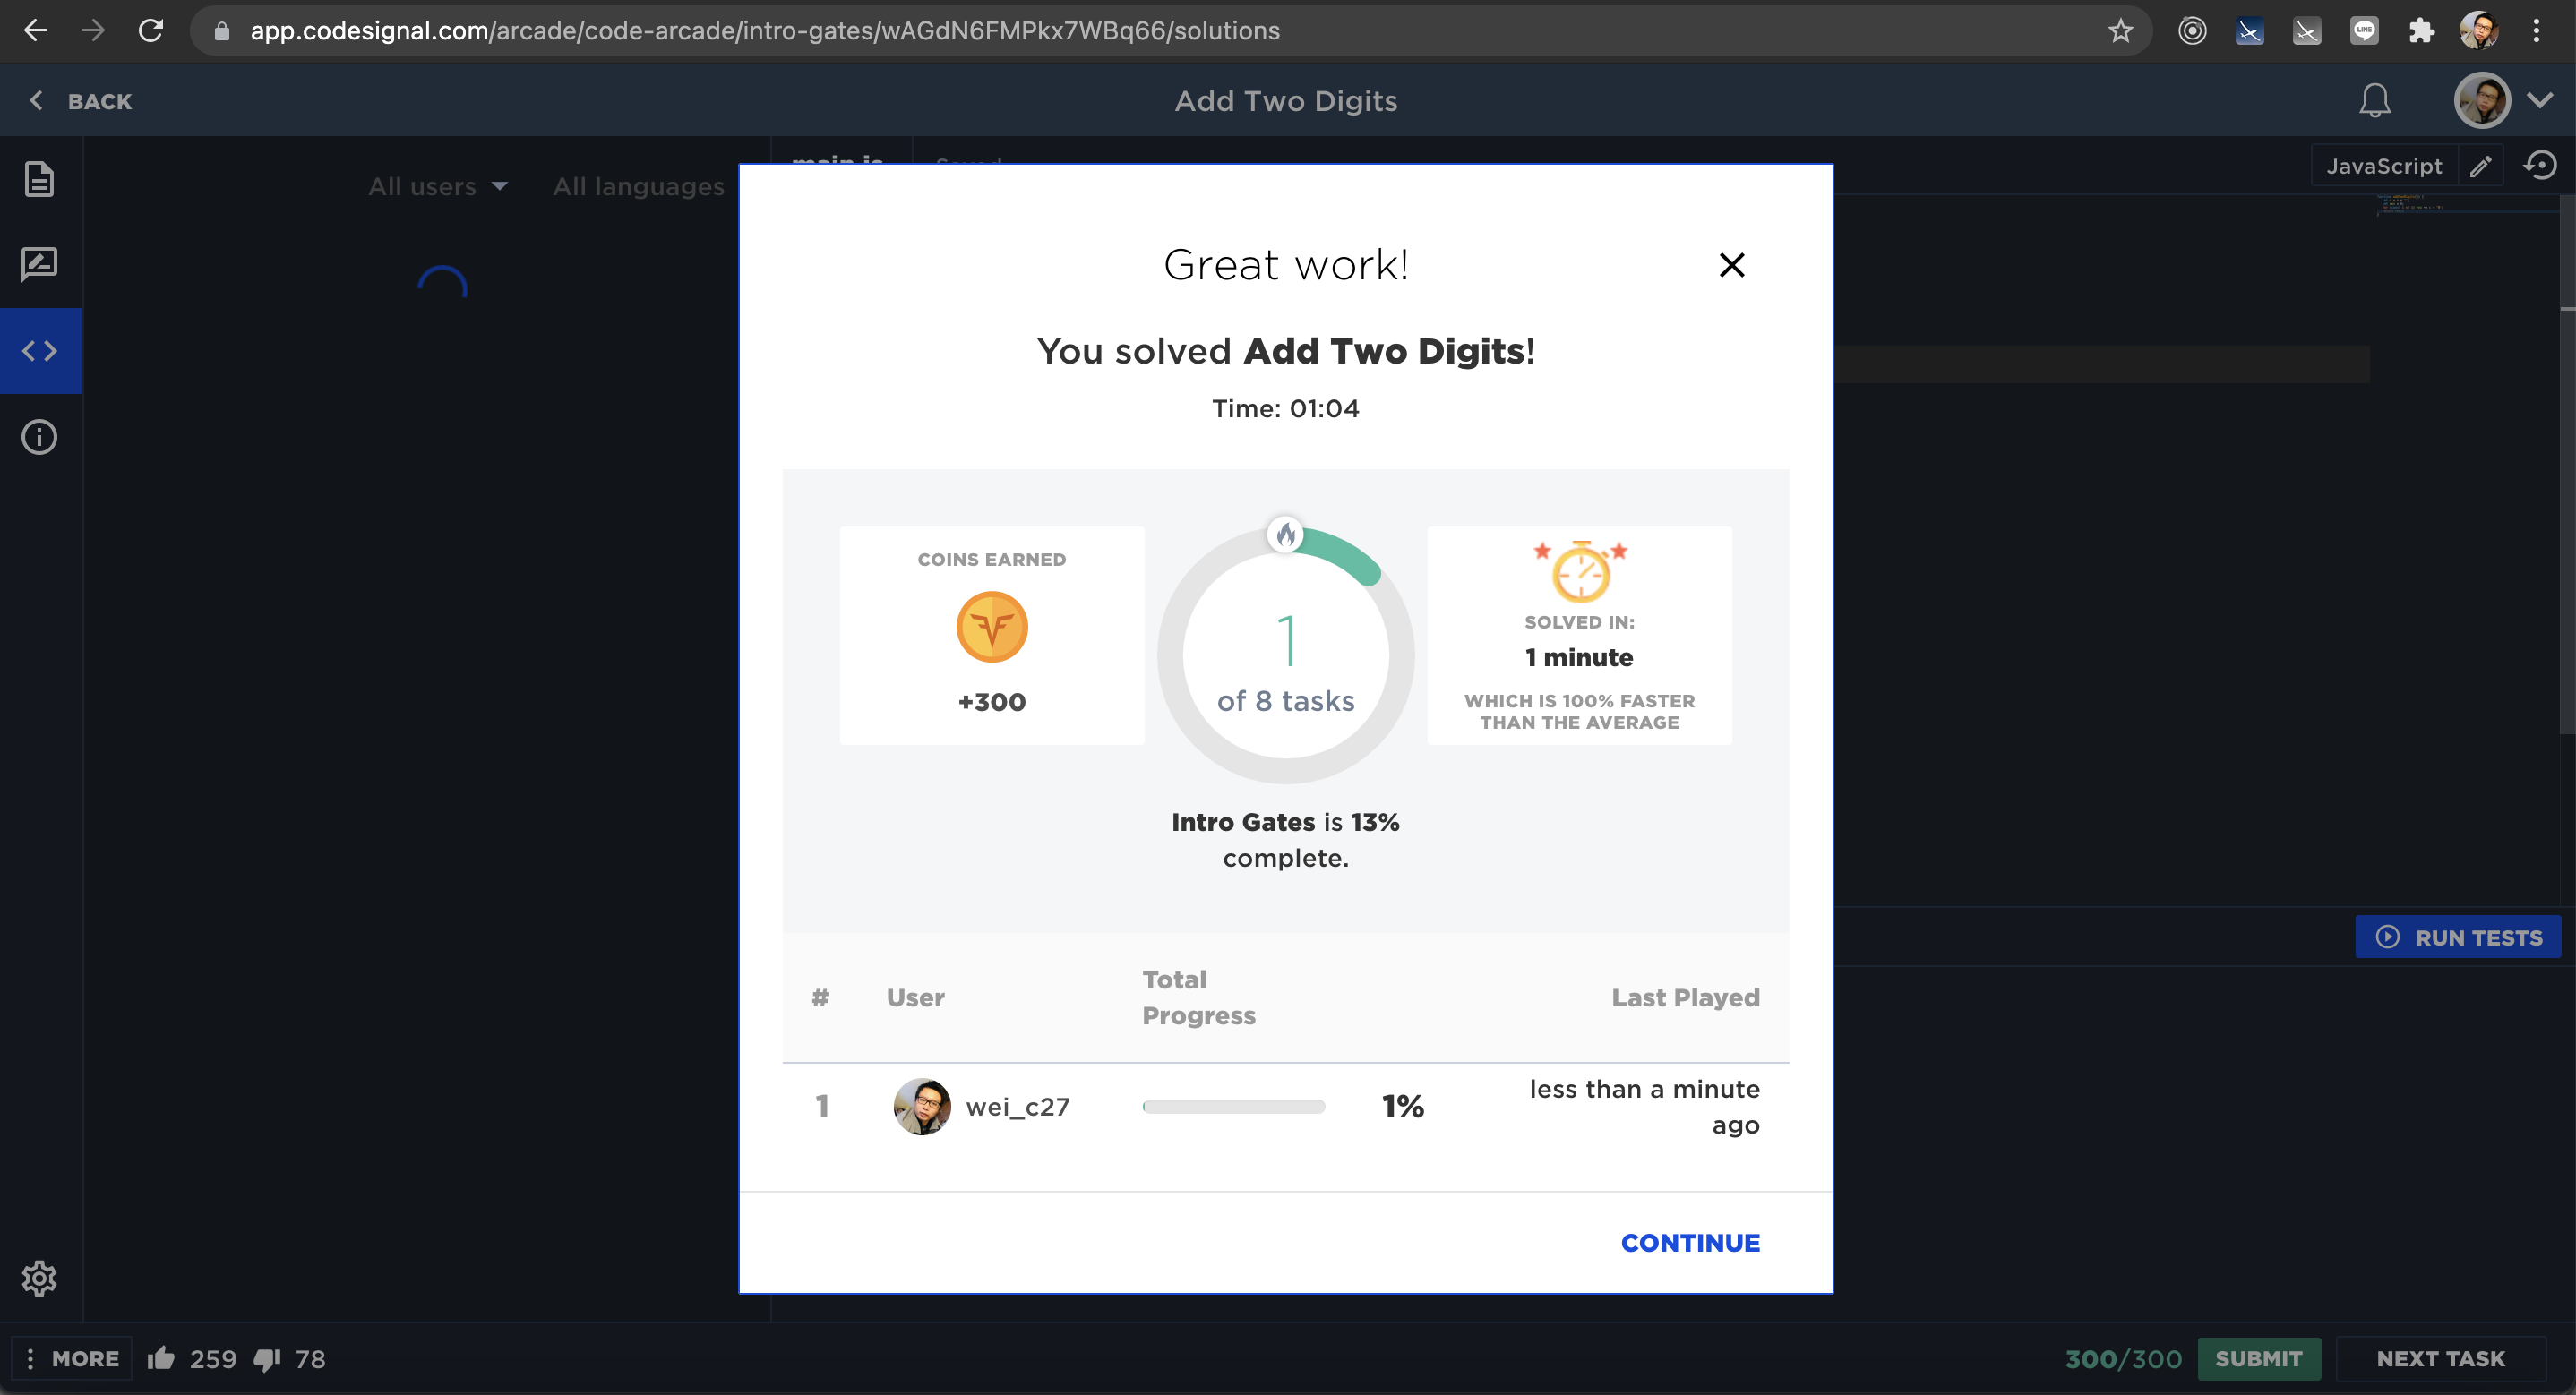 app.codesignal.com/arcade/code-arcade/intro-gates/wAGdN6FMPkx7WBq66/solutions
BACK
Add Two Digits
All users
All languages
main.js
Saved
JavaScript
Great work!
You solved Add Two Digits!
Time: 01:04
COINS EARNED
+300
1
of 8 tasks
SOLVED IN:
1 minute
WHICH IS 100% FASTER
THAN THE AVERAGE
Intro Gates is 13%
complete.
RUN TESTS
# User Total Progress Last Played
1 wei_c27 1% less than a minute
ago
CONTINUE
MORE 259 78
300/300 SUBMIT NEXT TASK